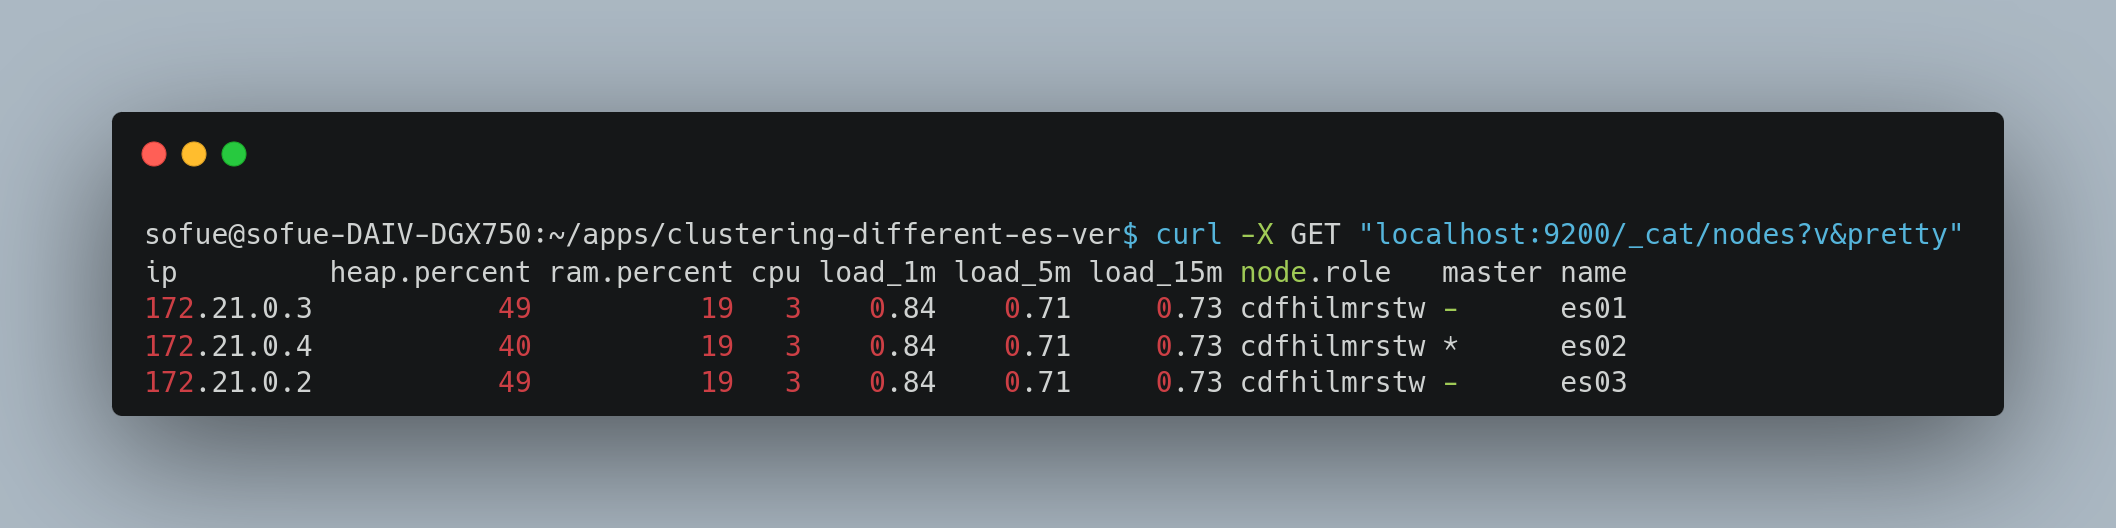 sofue@sofue-DAIV-DGX750:~/apps/clustering-different-es-ver$ curl -X GET "localhost:9200/_cat/nodes?v&pretty"
ip         heap.percent ram.percent cpu load_1m load_5m load_15m node.role   master name
172.21.0.3           49          19   3    0.84    0.71     0.73 cdfhilmrstw -      es01
172.21.0.4           40          19   3    0.84    0.71     0.73 cdfhilmrstw *      es02
172.21.0.2           49          19   3    0.84    0.71     0.73 cdfhilmrstw -      es03